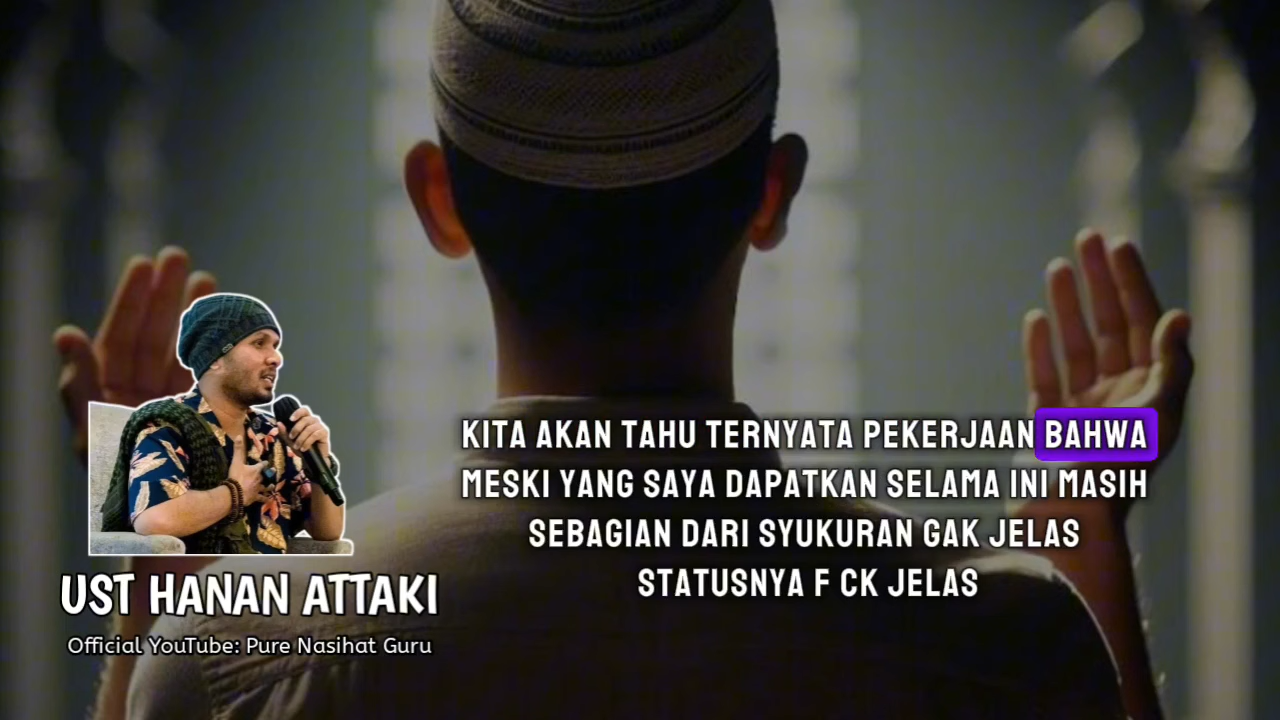 KITA AKAN TAHU TERNYATA PEKERJAAN BAHWA
MESKI YANG SAYA DAPATKAN SELAMA INI MASIH
SEBAGIAN DARI SYUKURAN GAK JELAS
STATUSNYA F CK JELAS
UST HANAN ATTAKI
Official YouTube: Pure Nasihat Guru